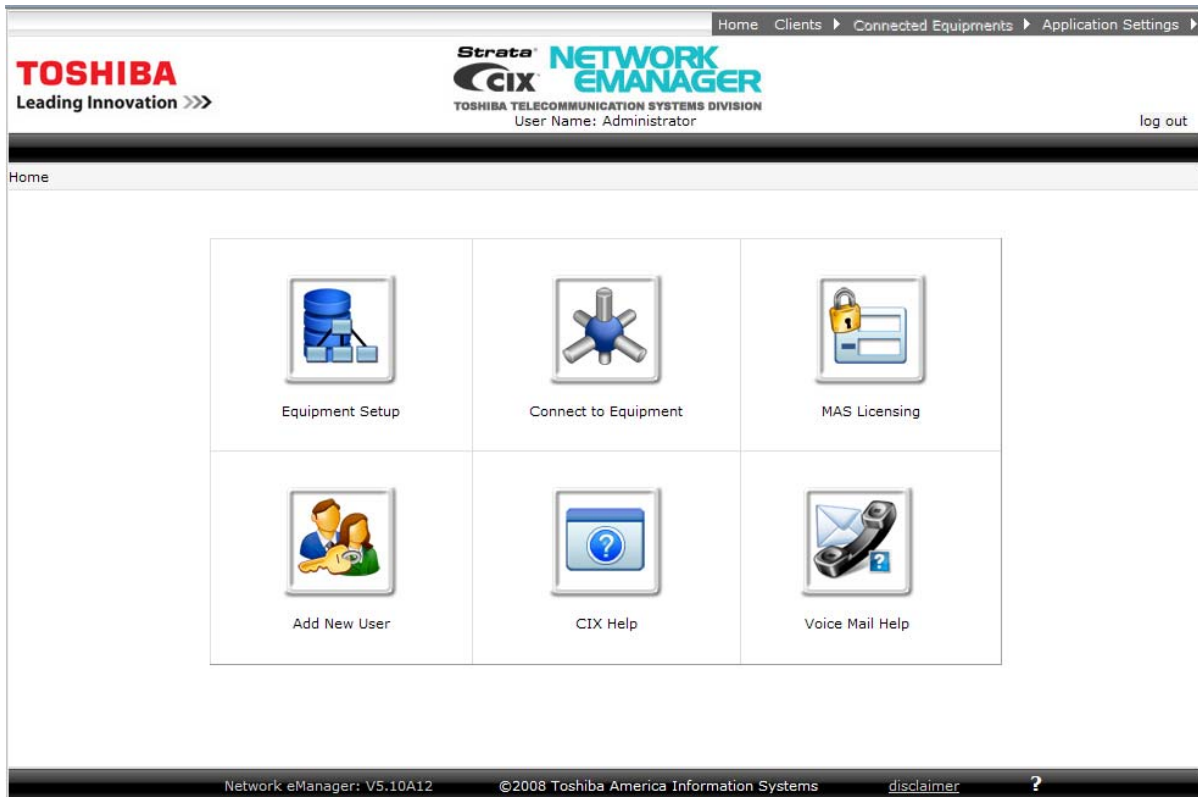 Home Clients Connected Equipments Application Settings
TOSHIBA
Leading Innovation >>>
Strata CIX NETWORK EMANAGER
TOSHIBA TELECOMMUNICATION SYSTEMS DIVISION
User Name: Administrator
log out
Home
Equipment Setup
Connect to Equipment
MAS Licensing
Add New User
CIX Help
Voice Mail Help
Network eManager: V5.10A12 ©2008 Toshiba America Information Systems disclaimer ?